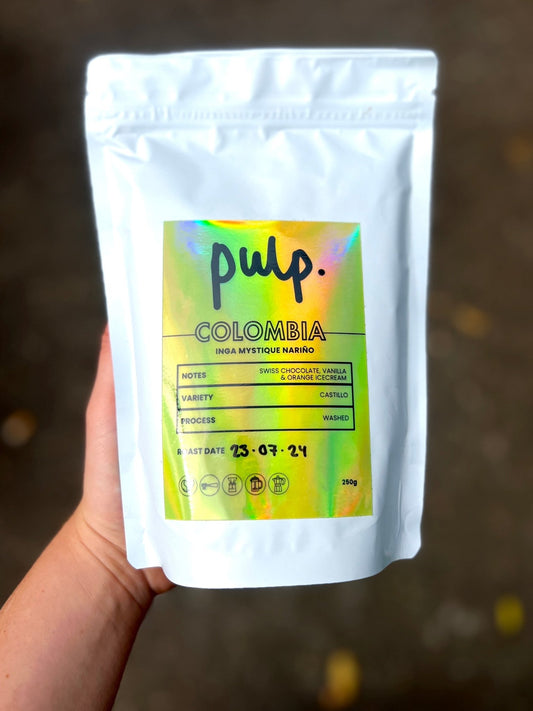 pulp.
COLOMBIA
INGA MYSTIQUE NARIÑO
NOTES SWISS CHOCOLATE, VANILLA
& ORANGE ICECREAM
VARIETY CASTILLO
PROCESS WASHED
ROAST DATE 23·07·24
250g